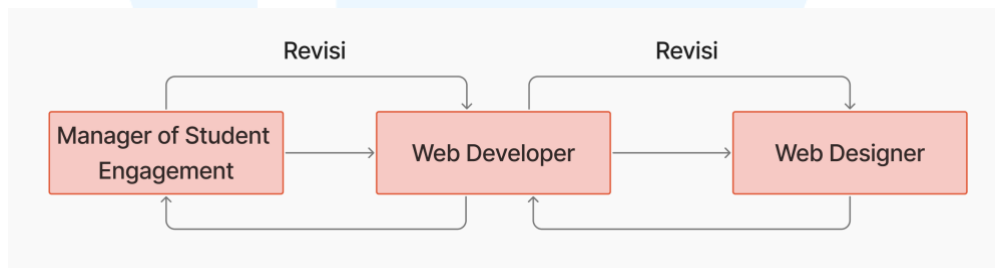 Revisi
Revisi
Manager of Student
Engagement
Web Developer
Web Designer